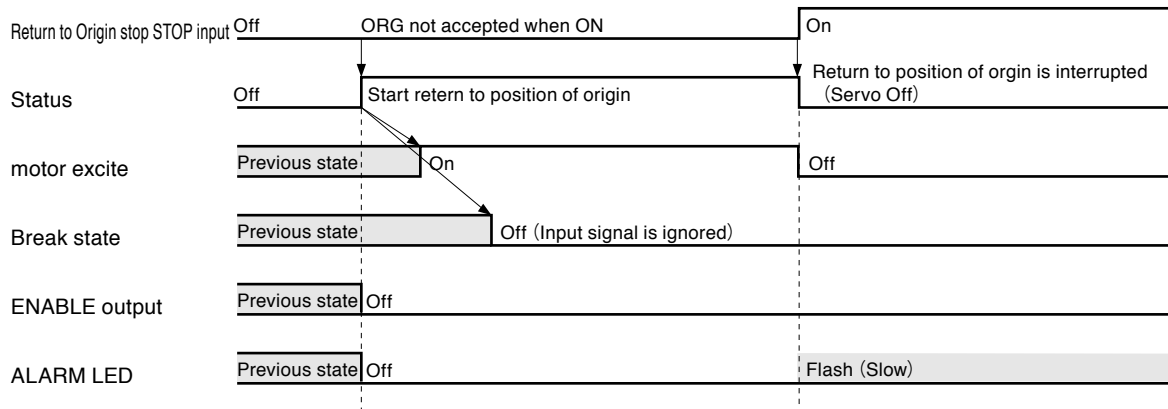 Return to Origin stop STOP input Off ORG not accepted when ON On
Status Off Start retern to position of origin Return to position of orgin is interrupted
(Servo Off)
motor excite Previous state On Off
Break state Previous state Off (Input signal is ignored)
ENABLE output Previous state Off
ALARM LED Previous state Off Flash (Slow)